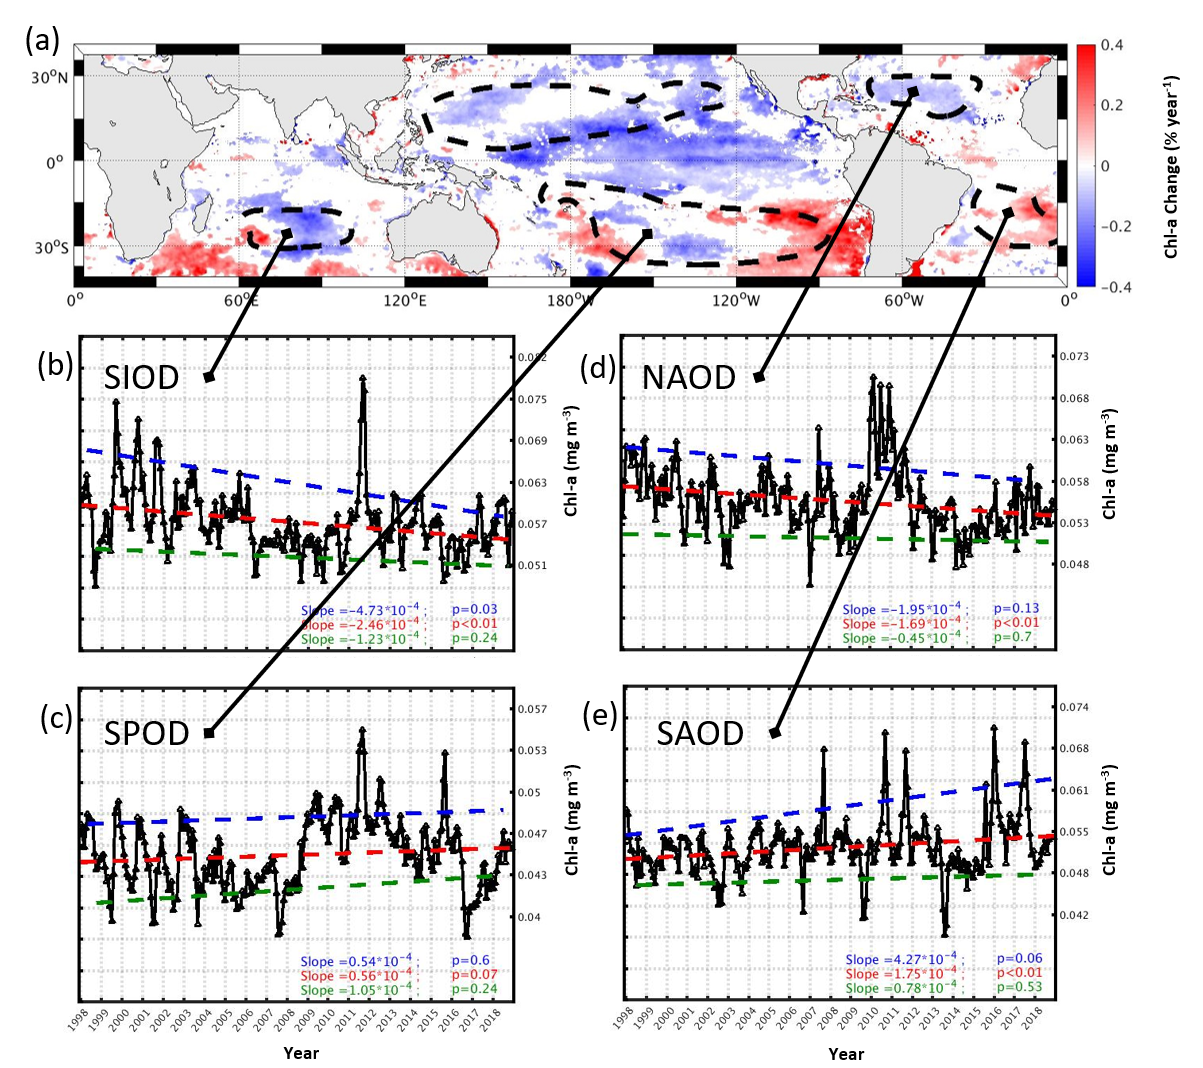 (a)
30°N
0°
30°S
0°
60°E
120°E
180°W
120°W
60°W
0°
0.4
0.2
0
−0.2
−0.4
Chl-a Change (% year-1)
(b)
SIOD
0.082
0.075
0.069
0.063
0.057
0.051
Chl-a (mg m-3)
Slope =−4.73*10−4 ; p=0.03
Slope =−2.46*10−4 ; p<0.01
Slope =−1.23*10−4 ; p=0.24
(d)
NAOD
0.073
0.068
0.063
0.058
0.053
0.048
Chl-a (mg m-3)
Slope =−1.95*10−4 ; p=0.13
Slope =−1.69*10−4 ; p<0.01
Slope =−0.45*10−4 ; p=0.7
(c)
SPOD
0.057
0.053
0.05
0.047
0.043
0.04
Chl-a (mg m-3)
Slope =0.54*10−4 ; p=0.6
Slope =0.56*10−4 ; p=0.07
Slope =1.05*10−4 ; p=0.24
1998 1999 2000 2001 2002 2003 2004 2005 2006 2007 2008 2009 2010 2011 2012 2013 2014 2015 2016 2017 2018
Year
(e)
SAOD
0.074
0.068
0.061
0.055
0.048
0.042
Chl-a (mg m-3)
Slope =4.27*10−4 ; p=0.06
Slope =1.75*10−4 ; p<0.01
Slope =0.78*10−4 ; p=0.53
1998 1999 2000 2001 2002 2003 2004 2005 2006 2007 2008 2009 2010 2011 2012 2013 2014 2015 2016 2017 2018
Year